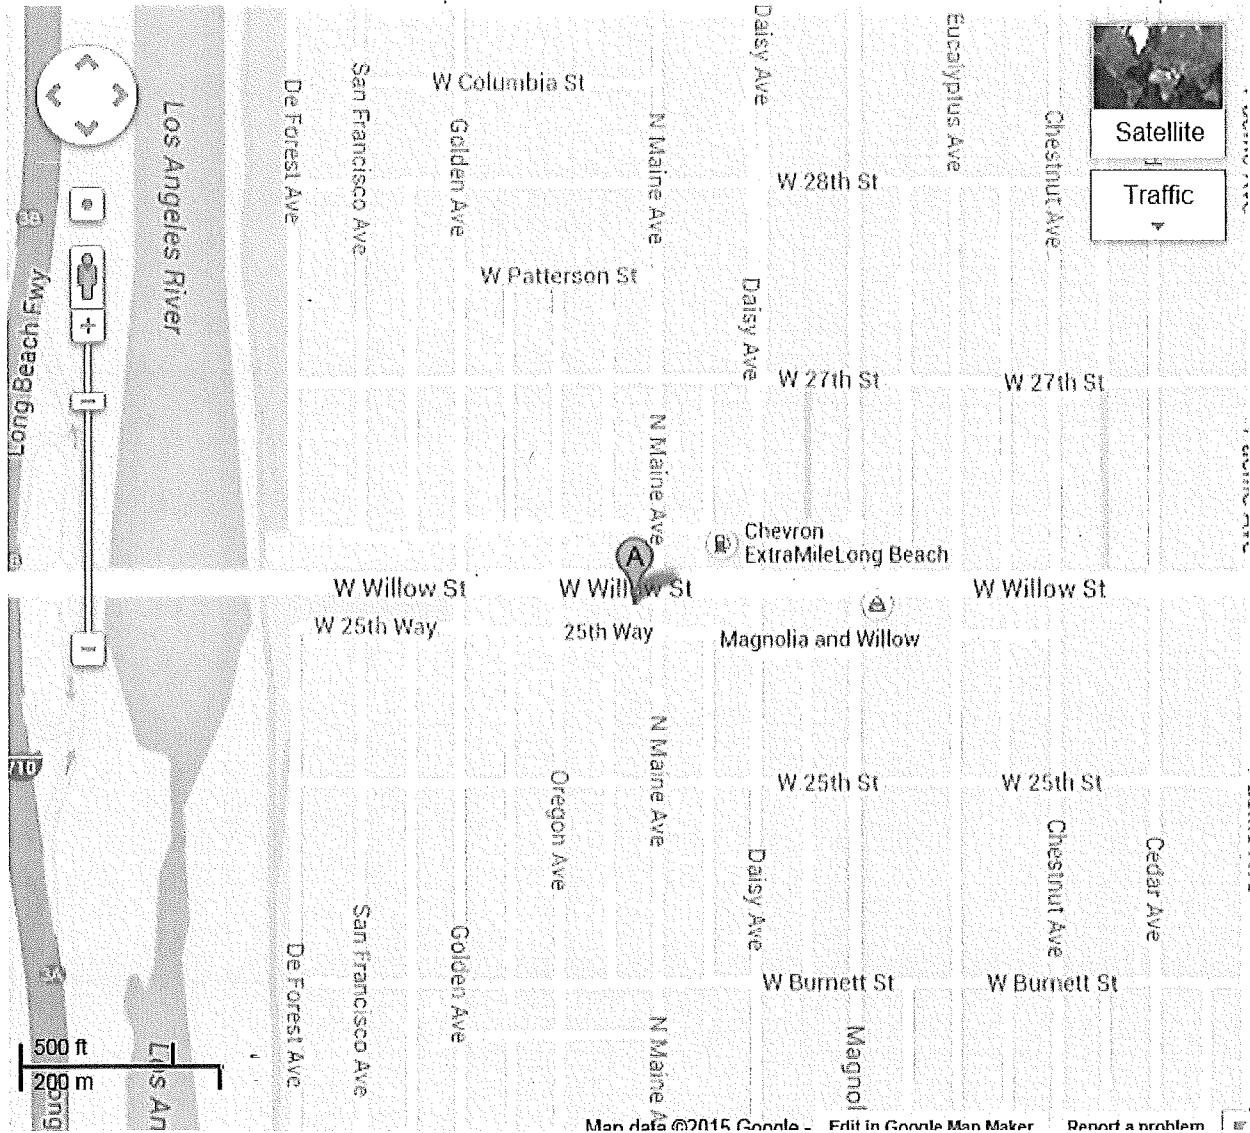 Daisy Ave
Eucalyptus Ave
San Francisco Ave
W Columbia St
De Forest Ave
Los Angeles River
Golden Ave
N Maine Ave
Chestnut Ave
Satellite
W 28th St
Traffic
Long Beach Fwy
W Patterson St
Daisy Ave
W 27th St
W 27th St
N Maine Ave
Chevron
ExtraMileLong Beach
A
W Willow St
W Willow St
W Willow St
W 25th Way
25th Way
Magnolia and Willow
N Maine Ave
710
Oregon Ave
W 25th St
W 25th St
Daisy Ave
Chestnut Ave
Cedar Ave
San Francisco Ave
Golden Ave
De Forest Ave
W Burnett St
W Burnett St
N Maine A
Magnol
500 ft
200 m
Los An
ong
Map data ©2015 Google - Edit in Google Map Maker Report a problem